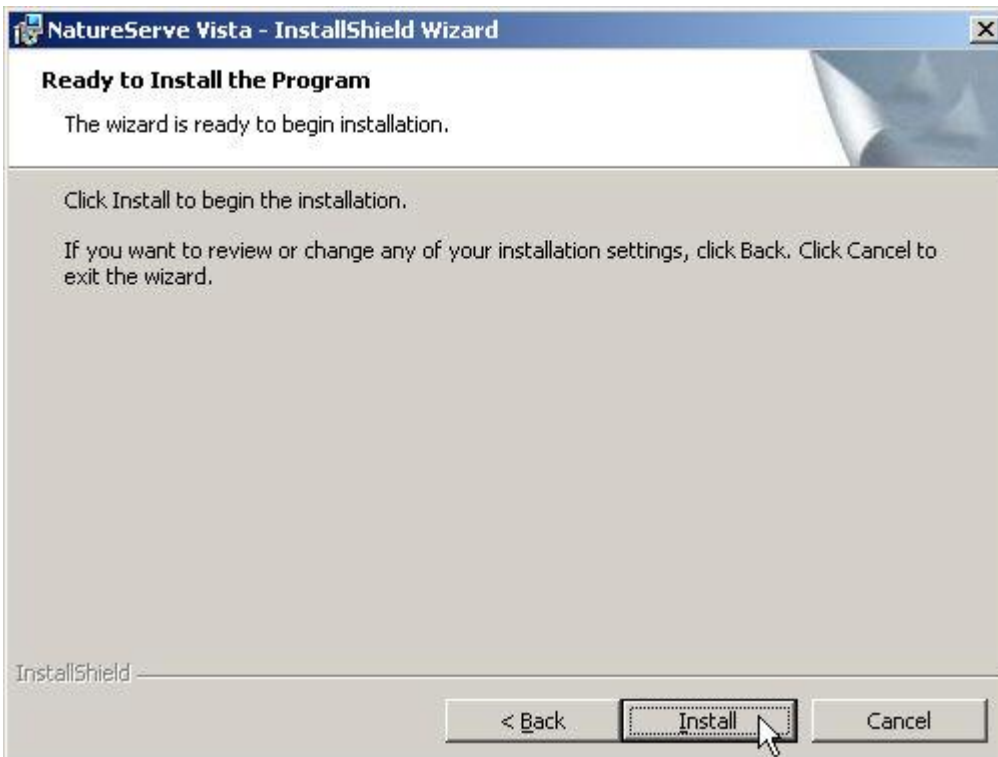 NatureServe Vista - InstallShield Wizard
Ready to Install the Program
The wizard is ready to begin installation.
Click Install to begin the installation.
If you want to review or change any of your installation settings, click Back. Click Cancel to
exit the wizard.
InstallShield
< Back
Install
Cancel